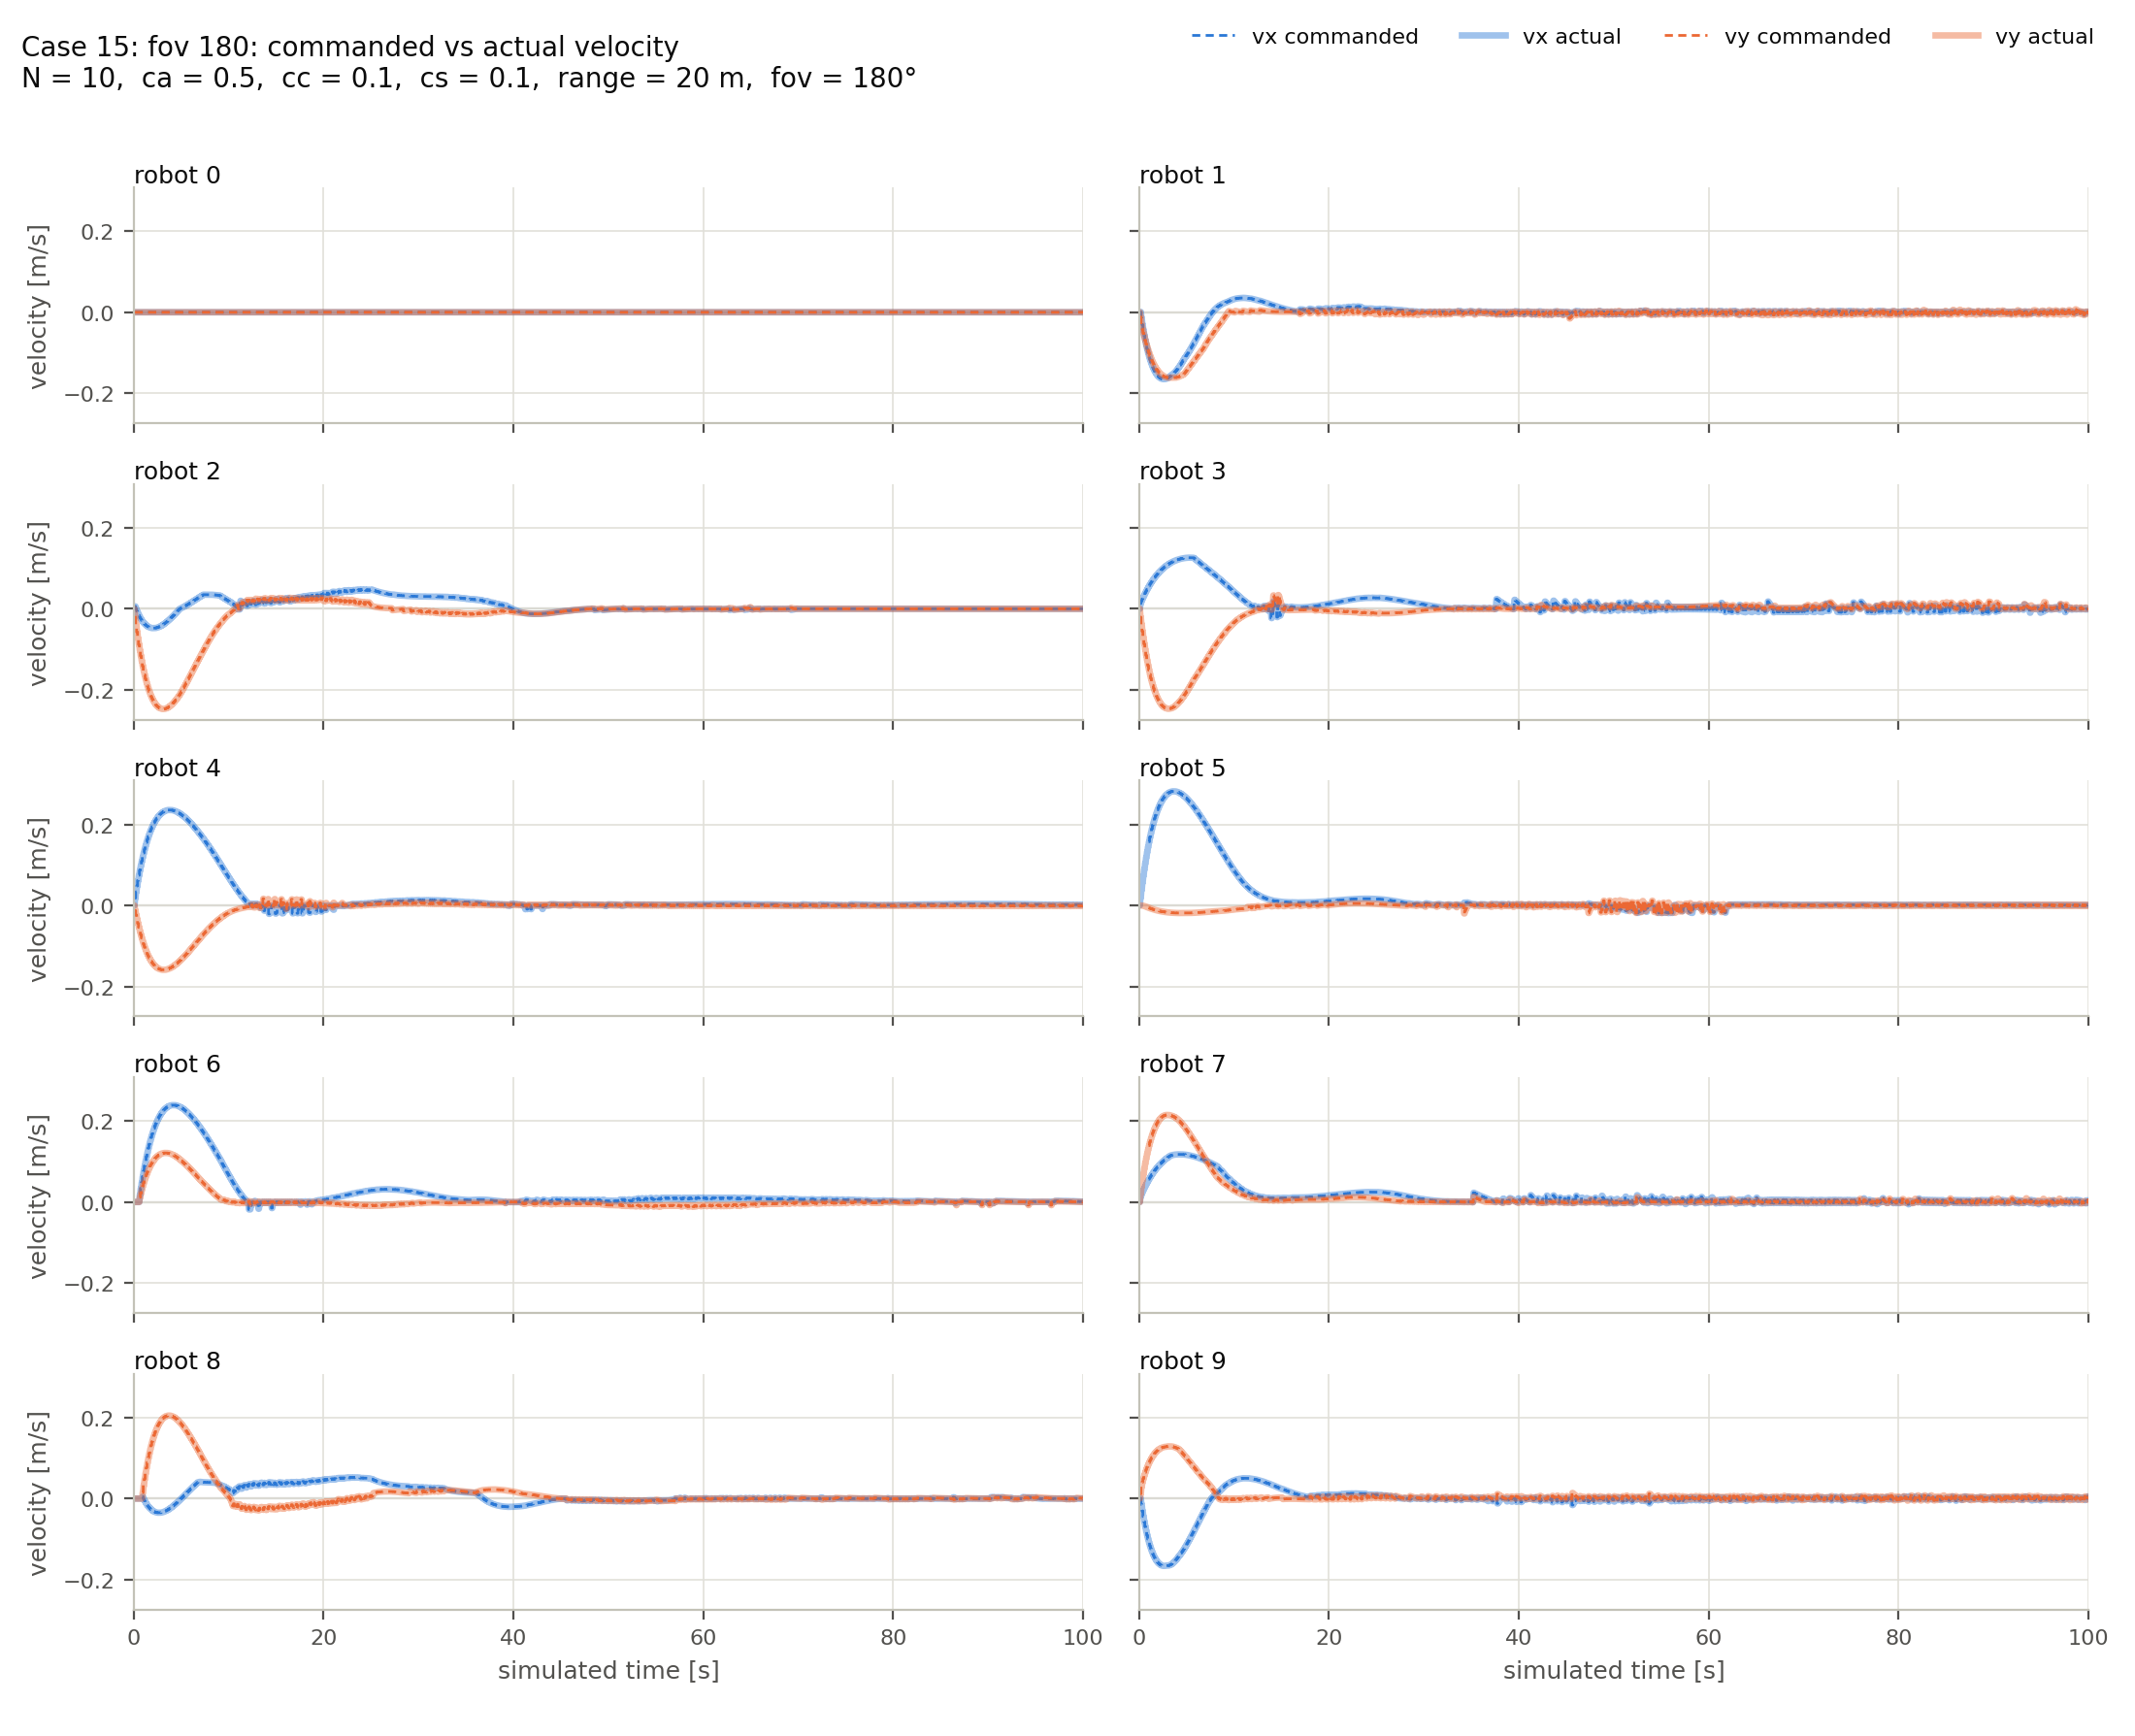 Case 15: fov 180: commanded vs actual velocity
N = 10,  ca = 0.5,  cc = 0.1,  cs = 0.1,  range = 20 m,  fov = 180°
vx commanded
vx actual
vy commanded
vy actual
robot 0
velocity [m/s]
0.2
0.0
−0.2
robot 1
robot 2
velocity [m/s]
0.2
0.0
−0.2
robot 3
robot 4
velocity [m/s]
0.2
0.0
−0.2
robot 5
robot 6
velocity [m/s]
0.2
0.0
−0.2
robot 7
robot 8
velocity [m/s]
0.2
0.0
−0.2
0 20 40 60 80 100
simulated time [s]
robot 9
0 20 40 60 80 100
simulated time [s]